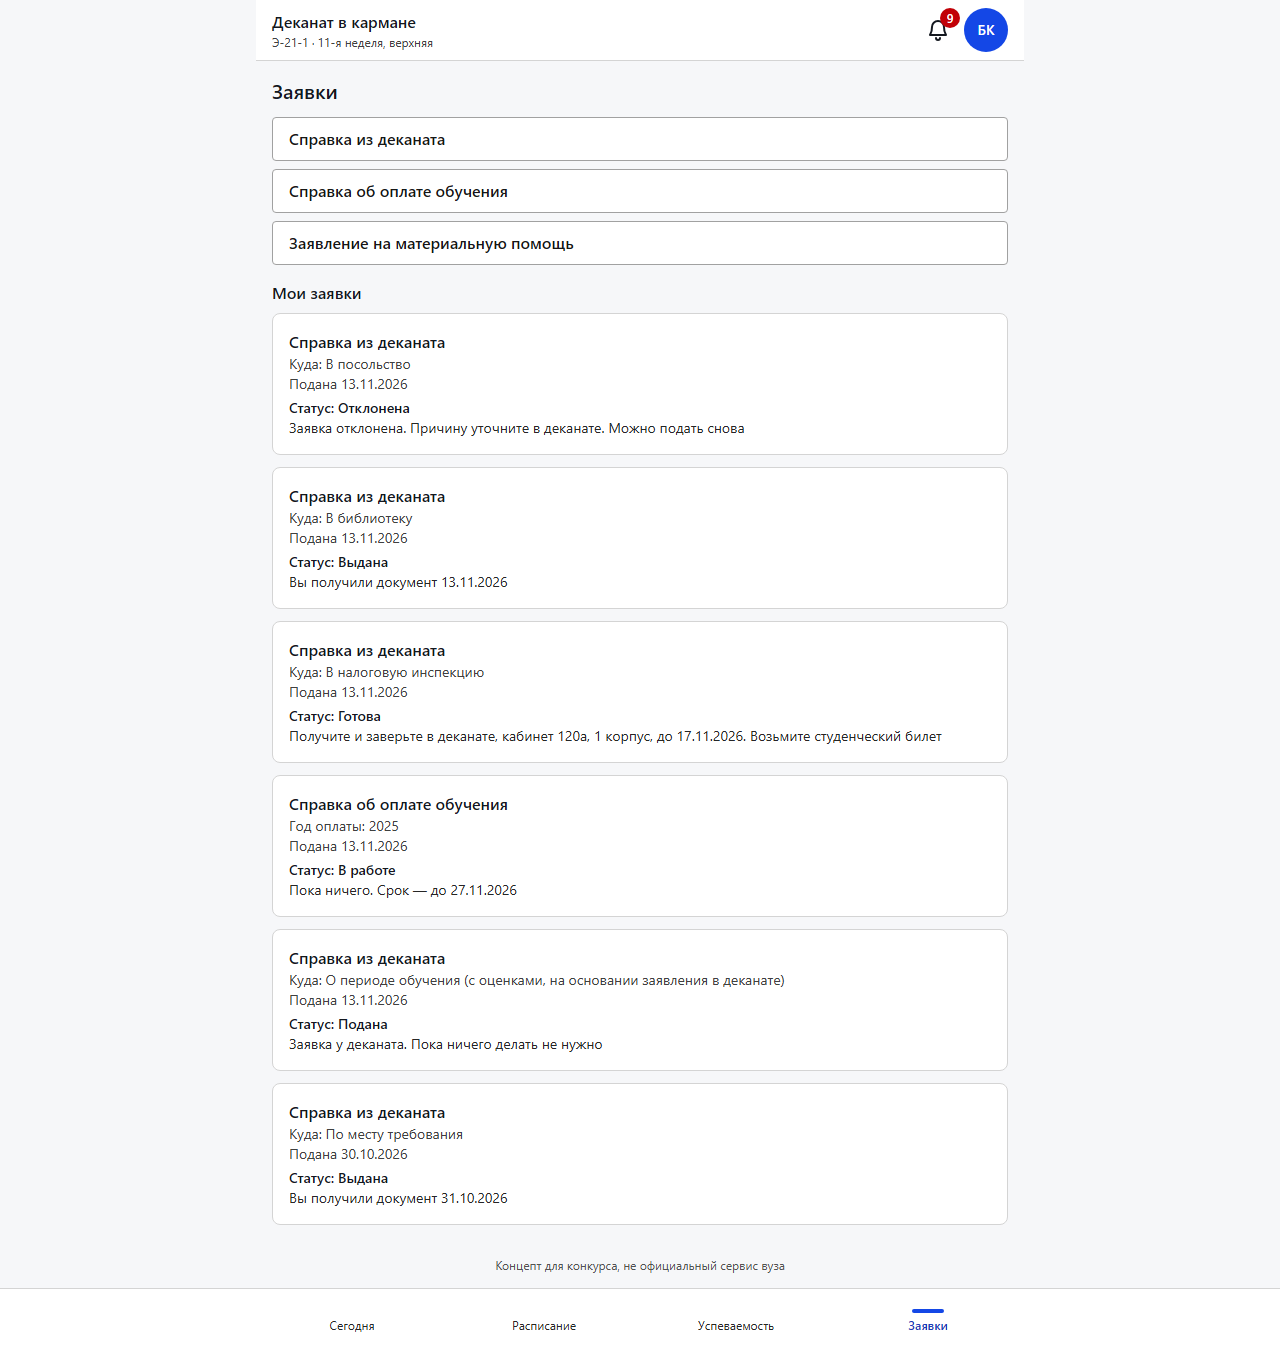 Деканат в кармане
Э-21-1 · 11-я неделя, верхняя
9
БК
Заявки
Справка из деканата
Справка об оплате обучения
Заявление на материальную помощь
Мои заявки
Справка из деканата
Куда: В посольство
Подана 13.11.2026
Статус: Отклонена
Заявка отклонена. Причину уточните в деканате. Можно подать снова
Справка из деканата
Куда: В библиотеку
Подана 13.11.2026
Статус: Выдана
Вы получили документ 13.11.2026
Справка из деканата
Куда: В налоговую инспекцию
Подана 13.11.2026
Статус: Готова
Получите и заверьте в деканате, кабинет 120а, 1 корпус, до 17.11.2026. Возьмите студенческий билет
Справка об оплате обучения
Год оплаты: 2025
Подана 13.11.2026
Статус: В работе
Пока ничего. Срок — до 27.11.2026
Справка из деканата
Куда: О периоде обучения (с оценками, на основании заявления в деканате)
Подана 13.11.2026
Статус: Подана
Заявка у деканата. Пока ничего делать не нужно
Справка из деканата
Куда: По месту требования
Подана 30.10.2026
Статус: Выдана
Вы получили документ 31.10.2026
Концепт для конкурса, не официальный сервис вуза
Сегодня
Расписание
Успеваемость
Заявки